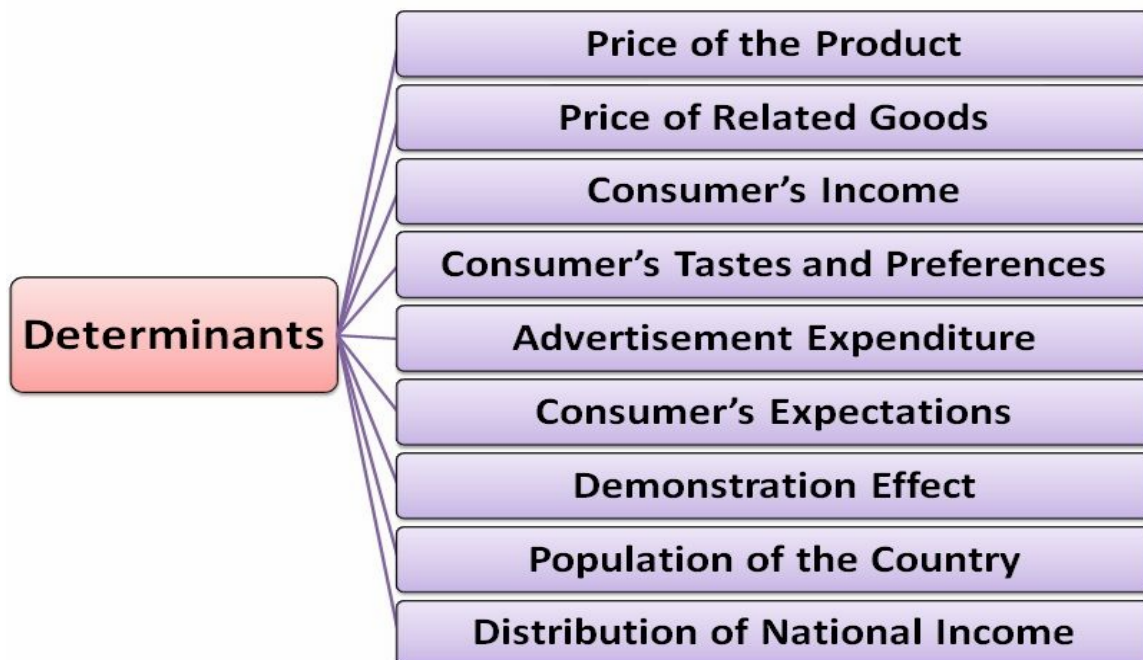 Determinants
Price of the Product
Price of Related Goods
Consumer’s Income
Consumer’s Tastes and Preferences
Advertisement Expenditure
Consumer’s Expectations
Demonstration Effect
Population of the Country
Distribution of National Income